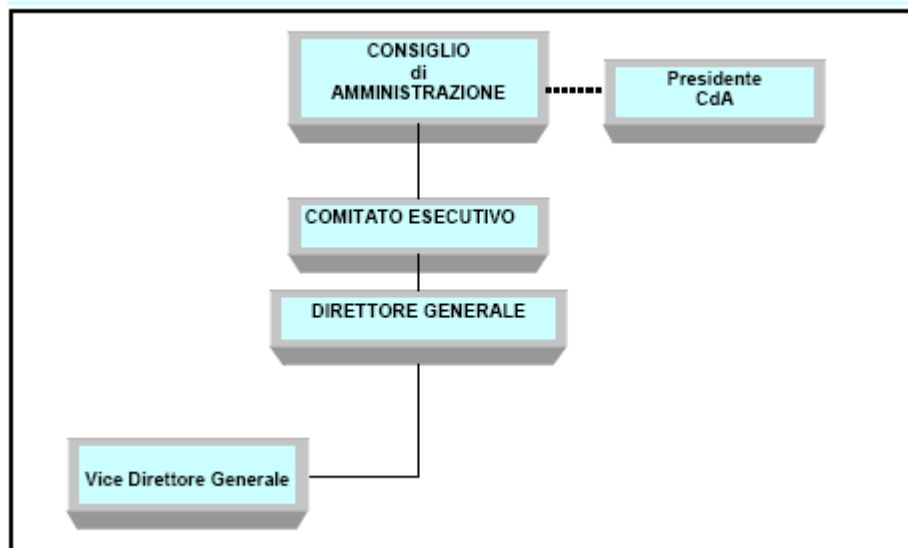 CONSIGLIO
di
AMMINISTRAZIONE
Presidente
CdA
COMITATO ESECUTIVO
DIRETTORE GENERALE
Vice Direttore Generale